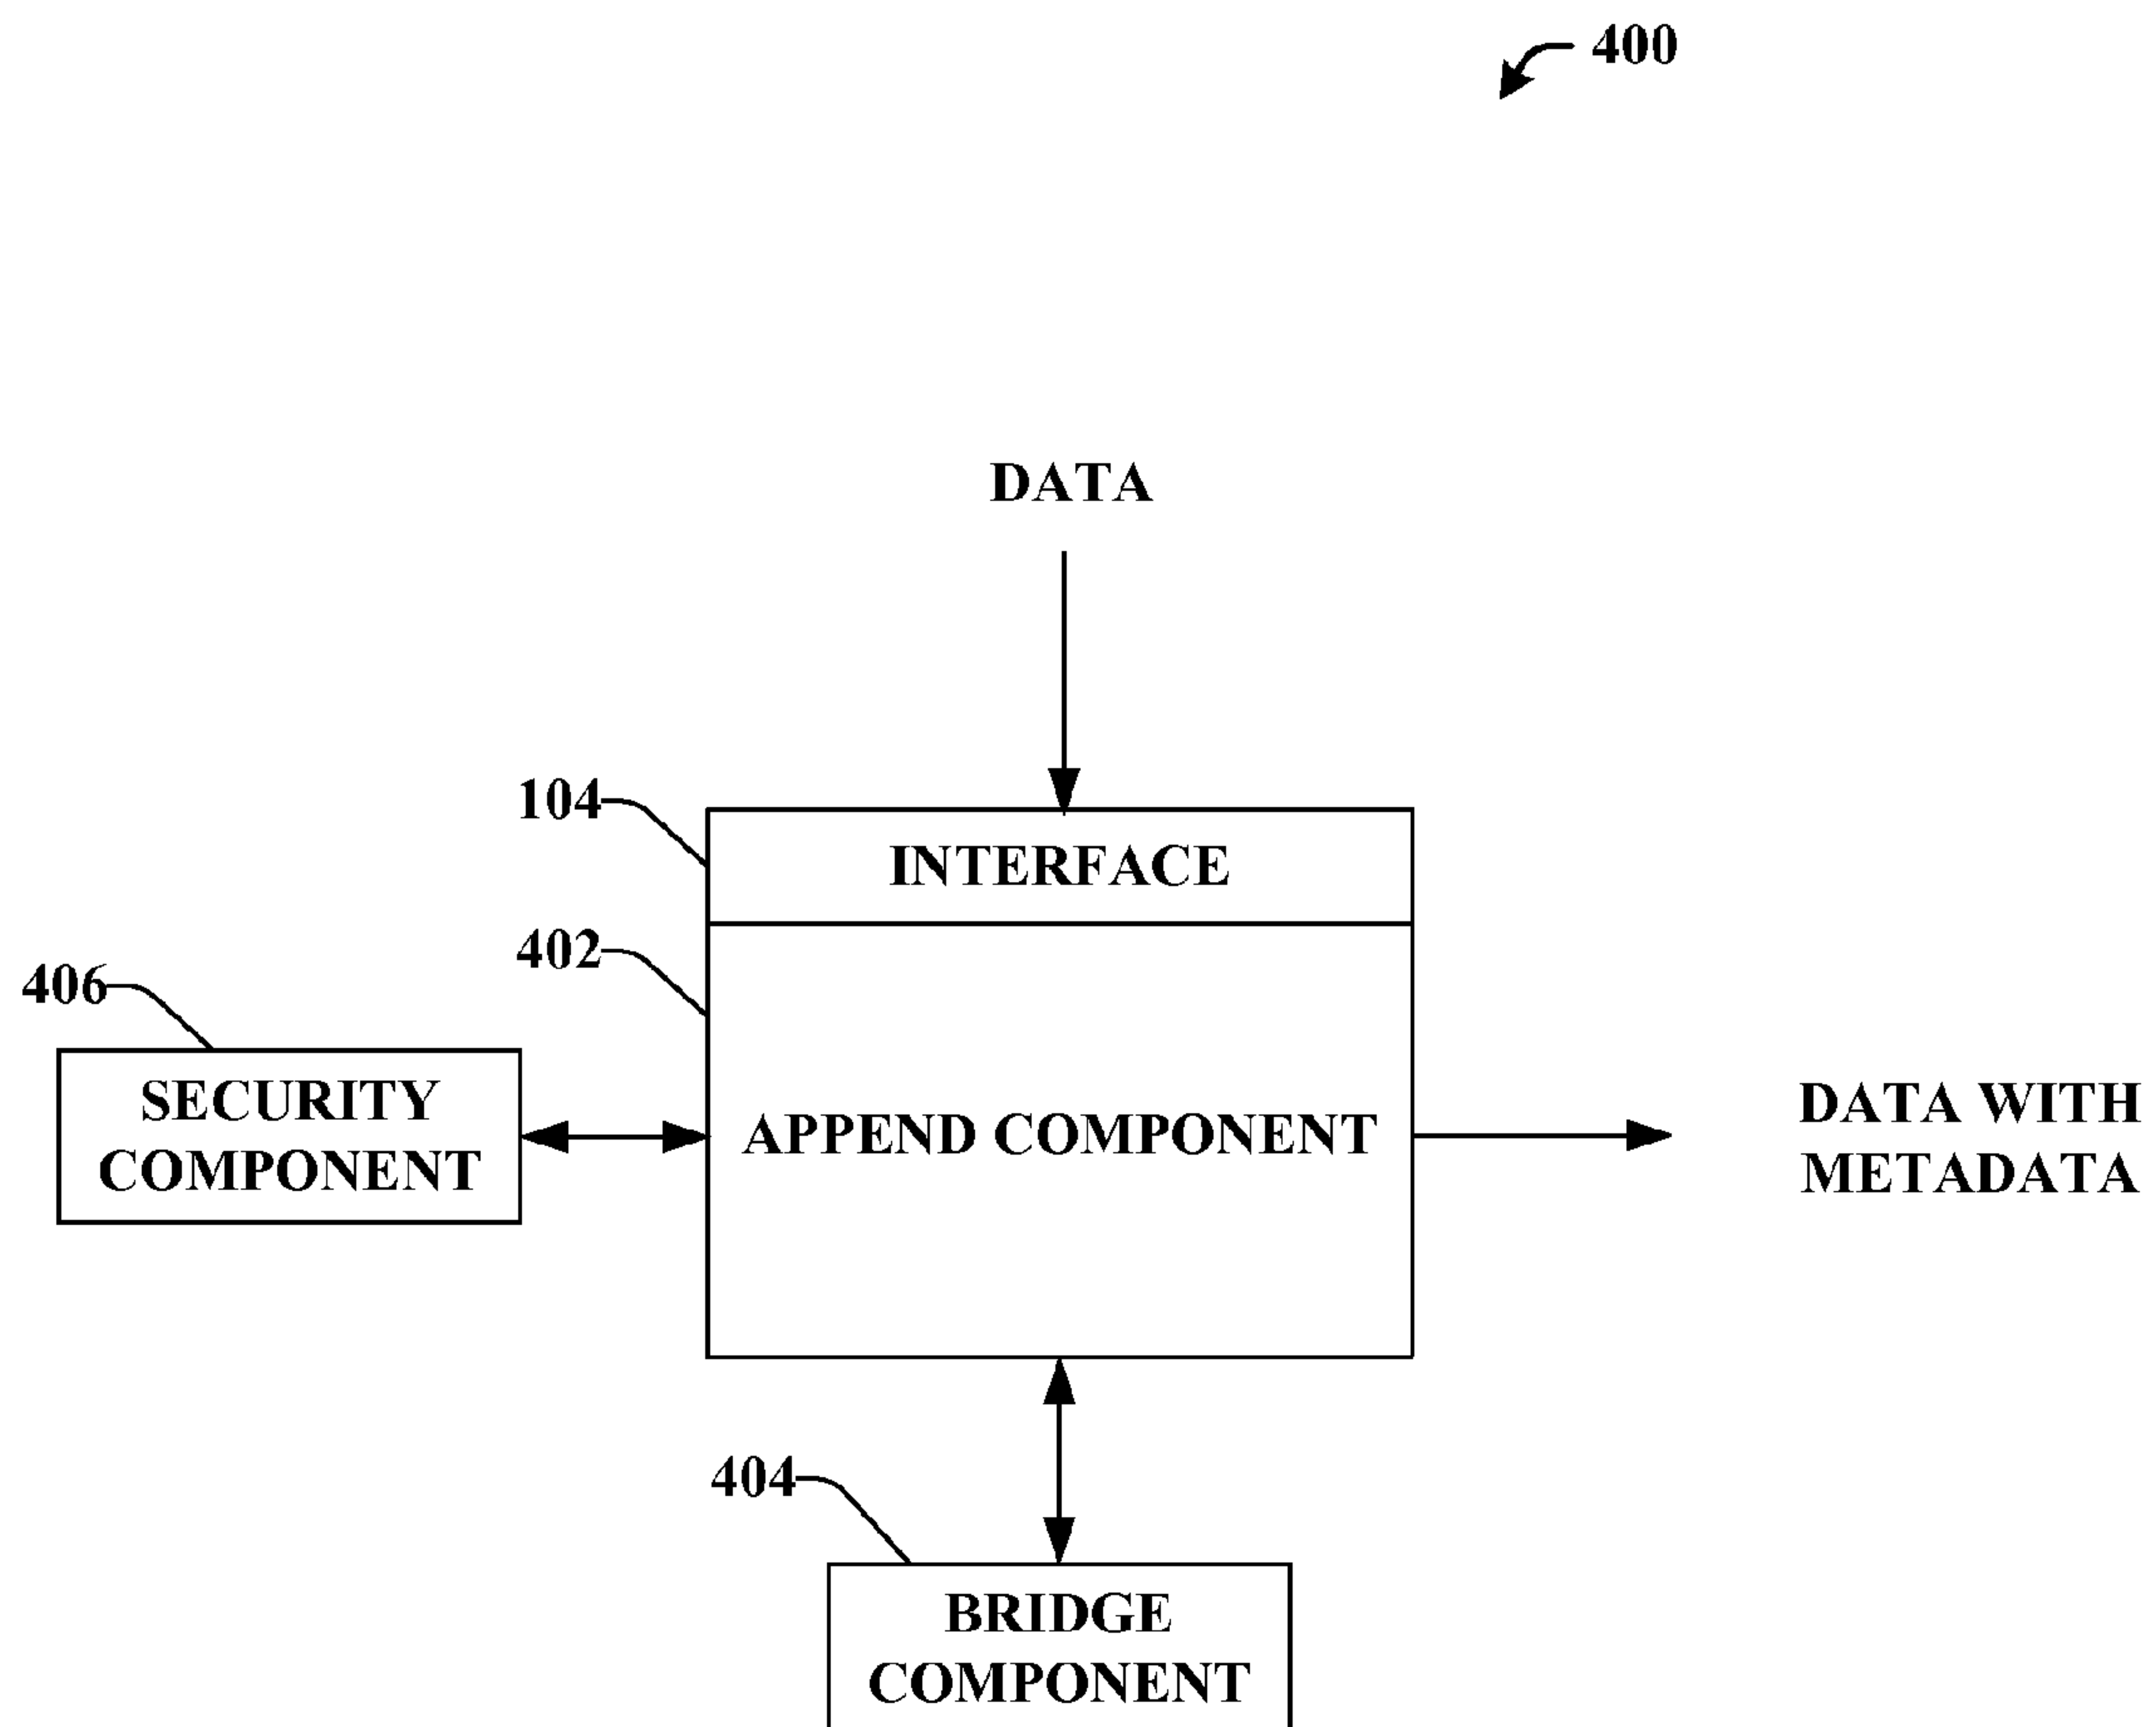 400
DATA
104
INTERFACE
402
406
SECURITY
COMPONENT
APPEND COMPONENT
DATA WITH
METADATA
404
BRIDGE
COMPONENT